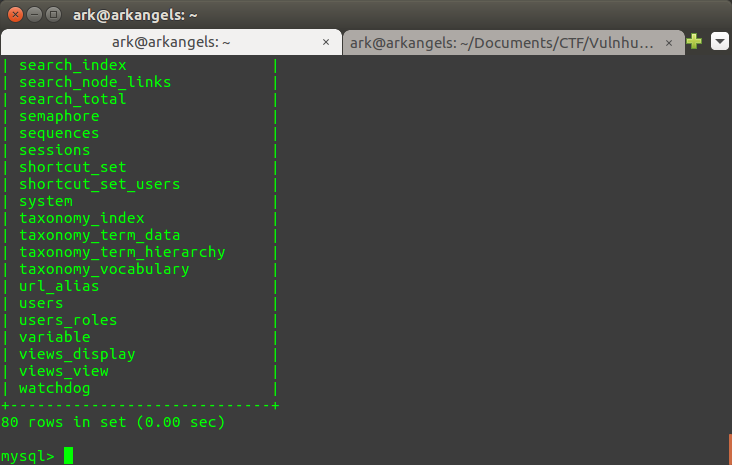 ark@arkangels: ~
ark@arkangels: ~ × ark@arkangels: ~/Documents/CTF/Vulnhu... ×
| search_index |
| search_node_links |
| search_total |
| semaphore |
| sequences |
| sessions |
| shortcut_set |
| shortcut_set_users |
| system |
| taxonomy_index |
| taxonomy_term_data |
| taxonomy_term_hierarchy |
| taxonomy_vocabulary |
| url_alias |
| users |
| users_roles |
| variable |
| views_display |
| views_view |
| watchdog |
+-----------------------------+
80 rows in set (0.00 sec)
mysql>